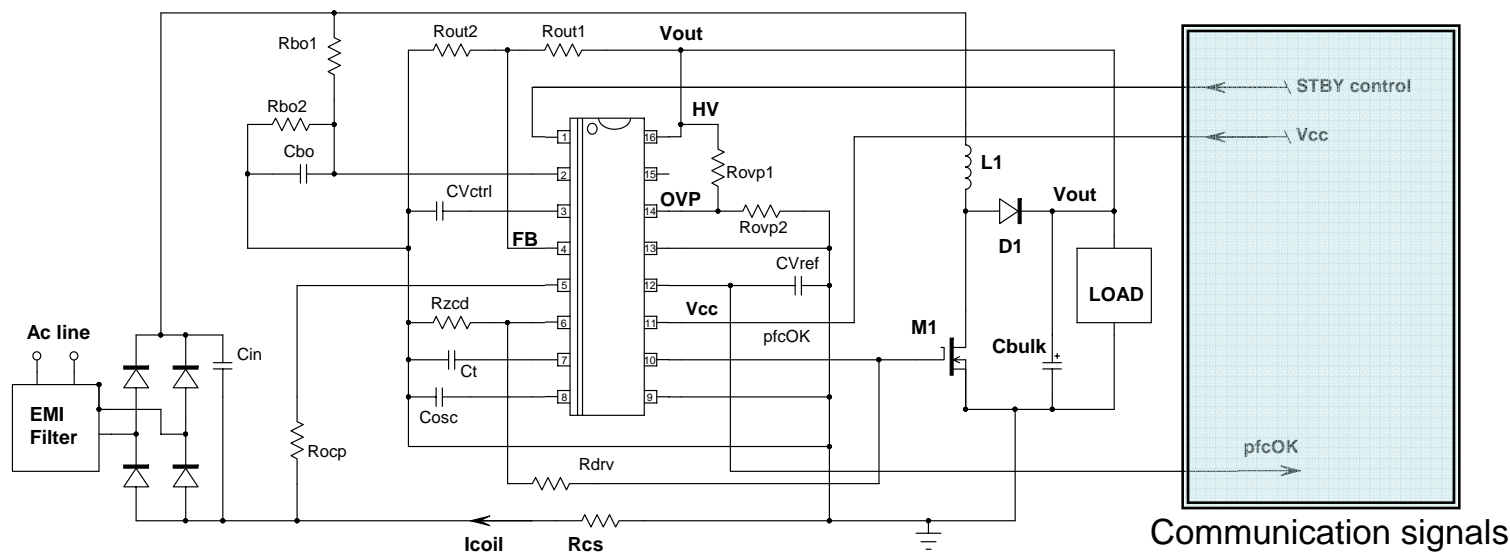 Rbo1
Rout2
Rout1
Vout
STBY control
HV
Rbo2
Vcc
1
16
Cbo
L1
2
15
Rovp1
CVctrl
OVP
Vout
3
14
Rovp2
FB
D1
4
13
CVref
5
12
LOAD
Rzcd
Vcc
Ac line
6
11
M1
pfcOK
Cin
Cbulk
+
7
10
Ct
8
9
Cosc
EMI
Filter
Rocp
pfcOK
Rdrv
Icoil
Rcs
Communication signals